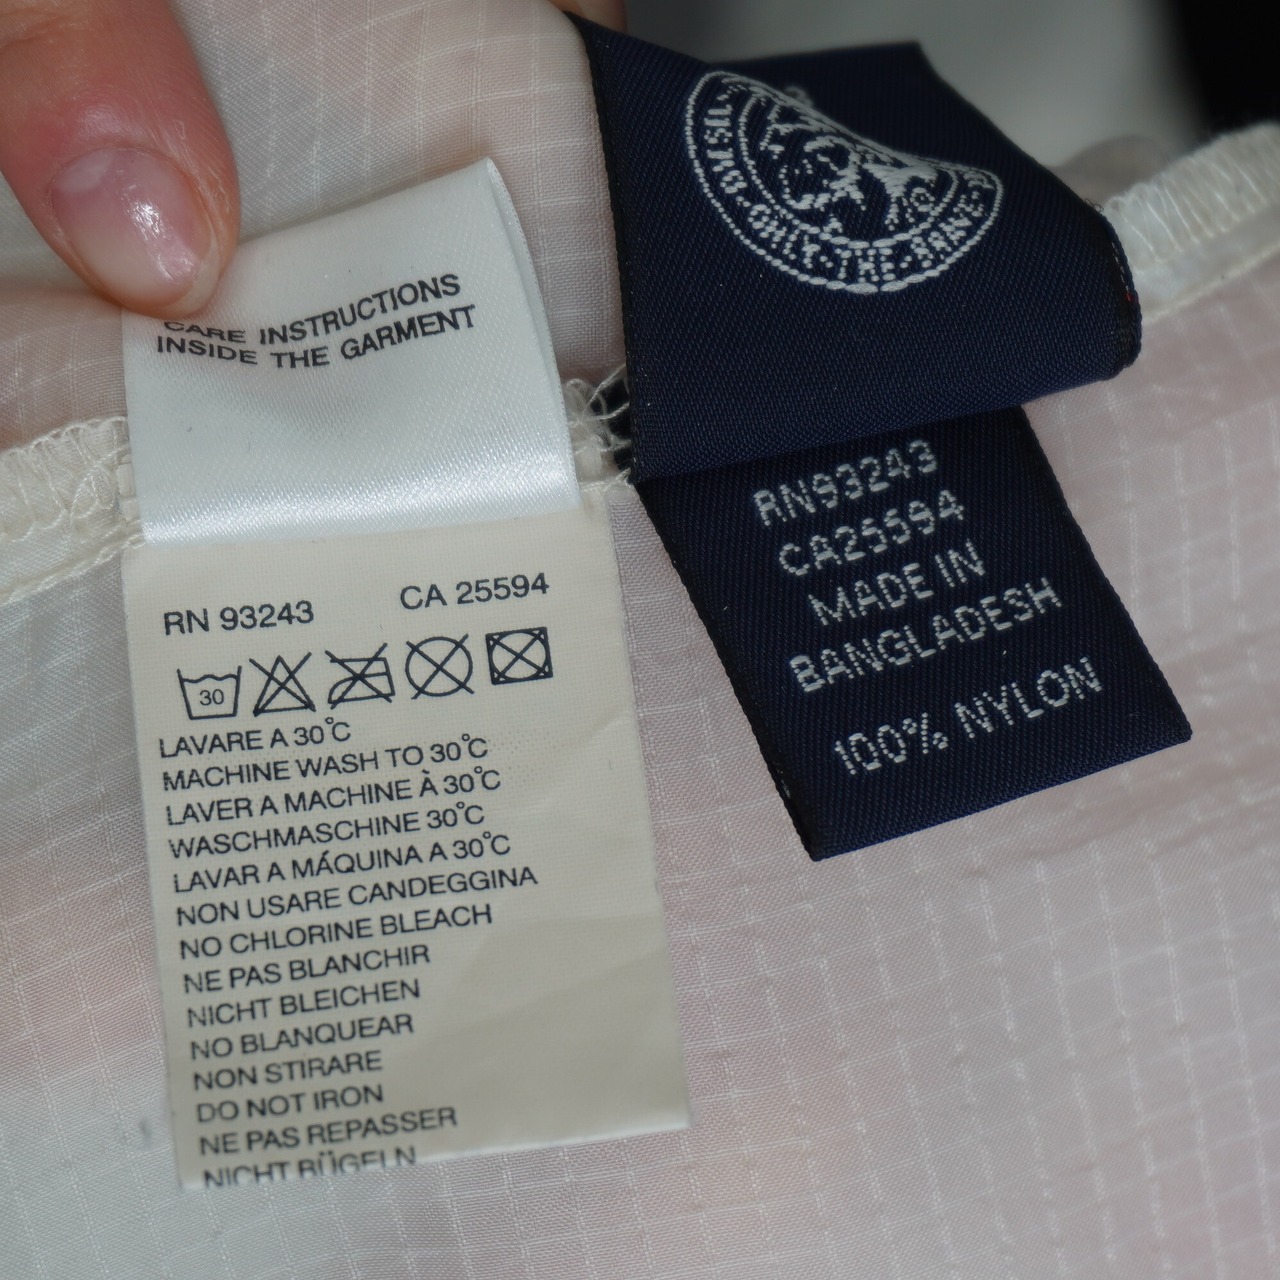 CARE INSTRUCTIONS
INSIDE THE GARMENT
RN 93243 CA 25594
30
LAVARE A 30°C
MACHINE WASH TO 30°C
LAVER A MACHINE À 30°C
WASCHMASCHINE 30°C
LAVAR A MÁQUINA A 30°C
NON USARE CANDEGGINA
NO CHLORINE BLEACH
NE PAS BLANCHIR
NICHT BLEICHEN
NO BLANQUEAR
NON STIRARE
DO NOT IRON
NE PAS REPASSER
NICHT BÜGELN
ONLY·THE·BRAVE
RN93243
CA25594
MADE IN
BANGLADESH
100% NYLON